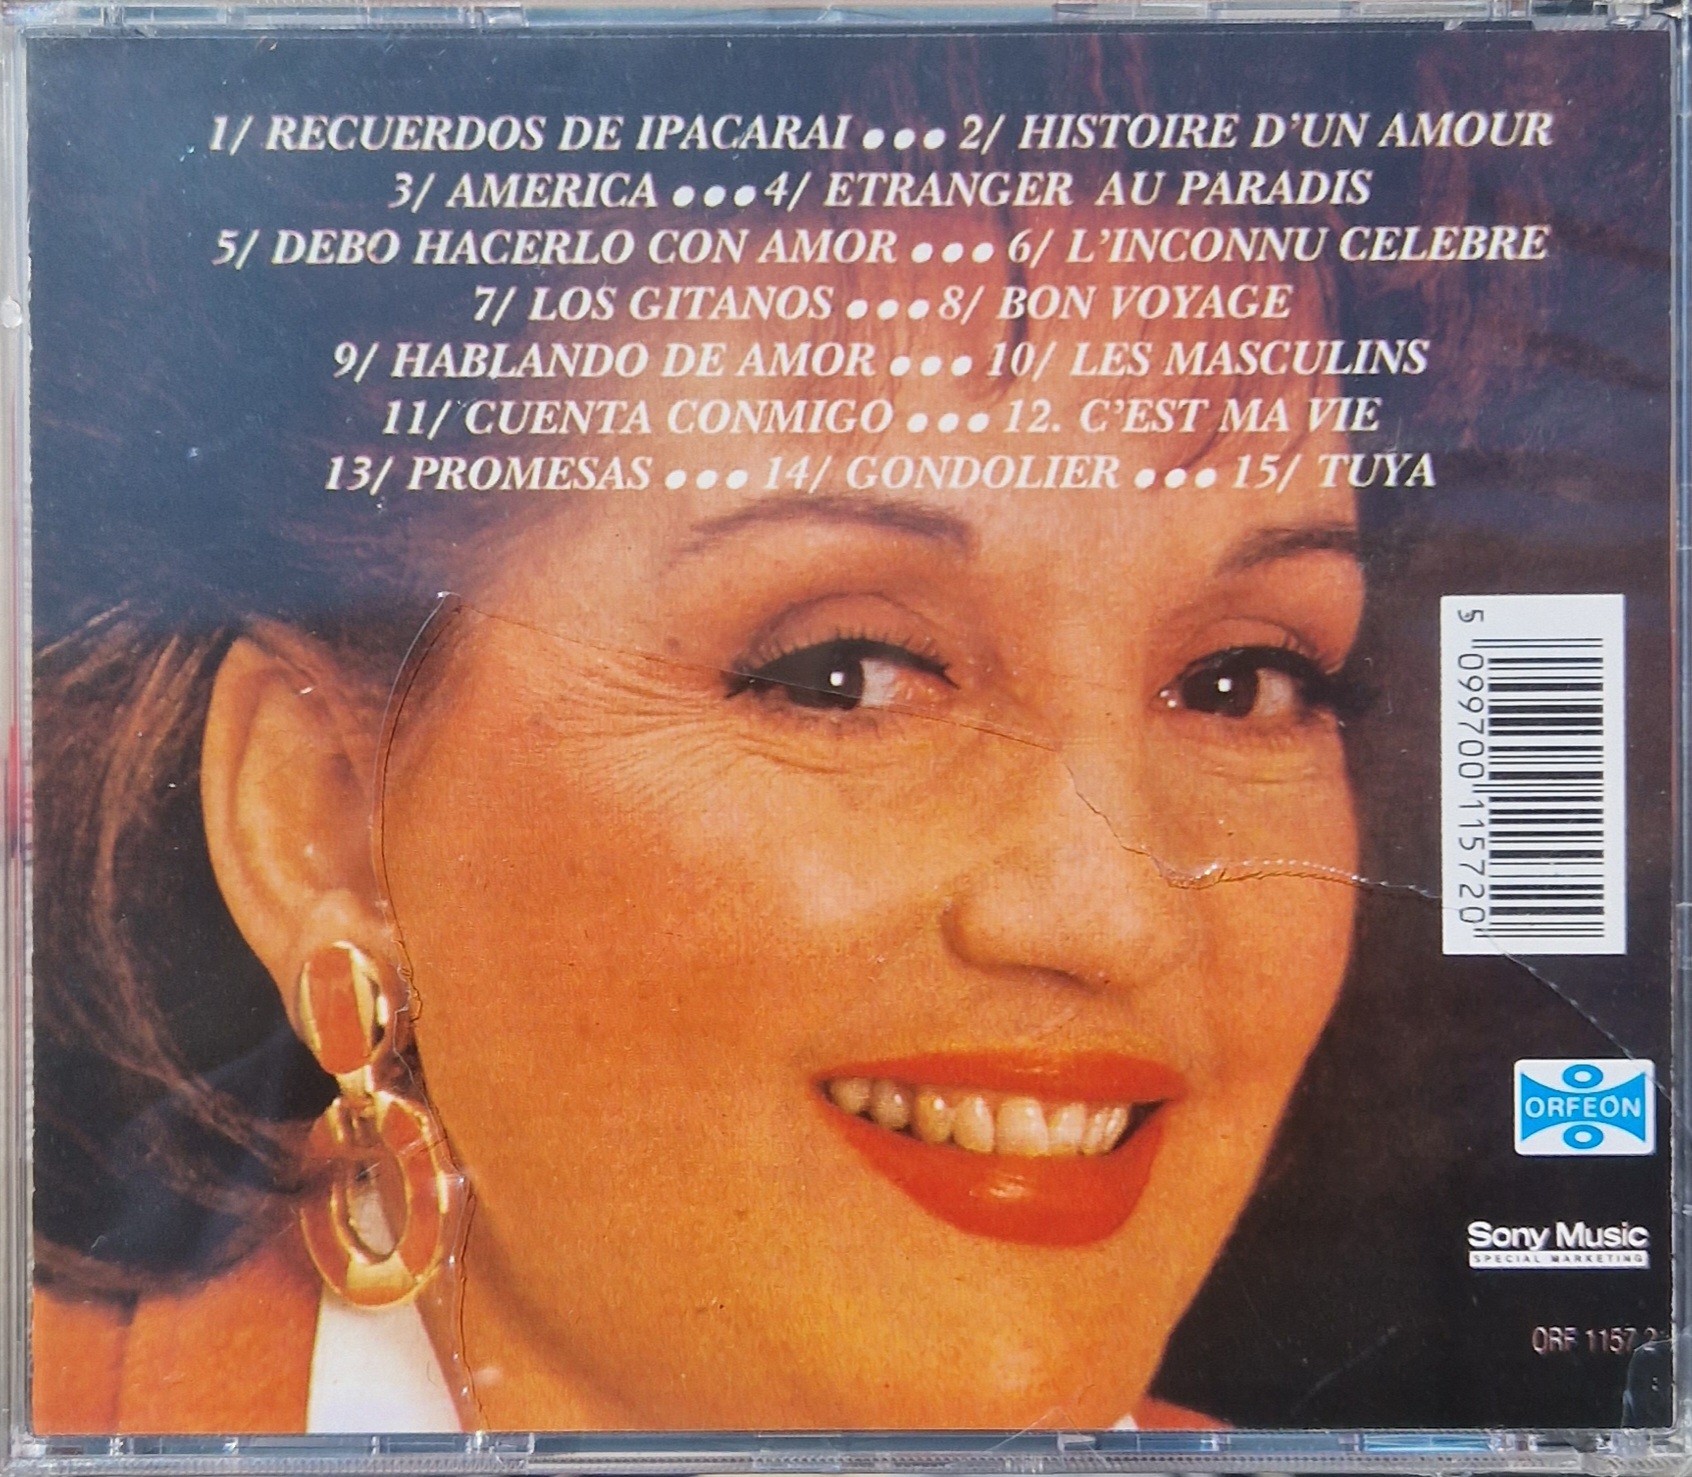 1/ RECUERDOS DE IPACARAI ●●● 2/ HISTOIRE D'UN AMOUR
3/ AMERICA ●●● 4/ ETRANGER AU PARADIS
5/ DEBO HACERLO CON AMOR ●●● 6/ L'INCONNU CELEBRE
7/ LOS GITANOS ●●● 8/ BON VOYAGE
9/ HABLANDO DE AMOR ●●● 10/ LES MASCULINS
11/ CUENTA CONMIGO ●●● 12. C'EST MA VIE
13/ PROMESAS ●●● 14/ GONDOLIER ●●● 15/ TUYA
5 099700 115720
ORFEÓN
Sony Music
SPECIAL MARKETING
ORF 1157 2